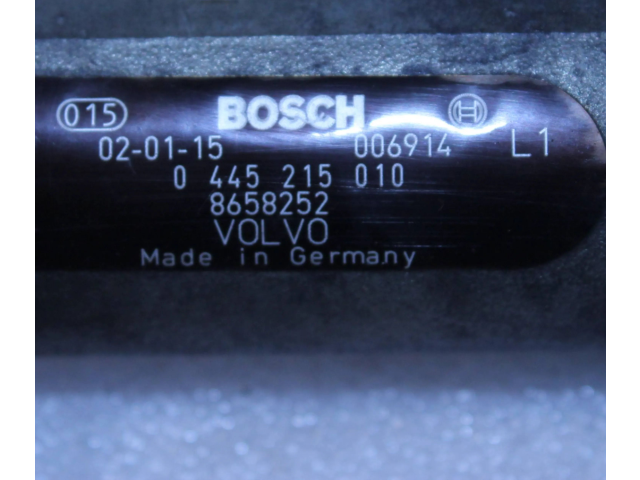 015 BOSCH
02-01-15 006914 L1
0 445 215 010
8658252
VOLVO
Made in Germany